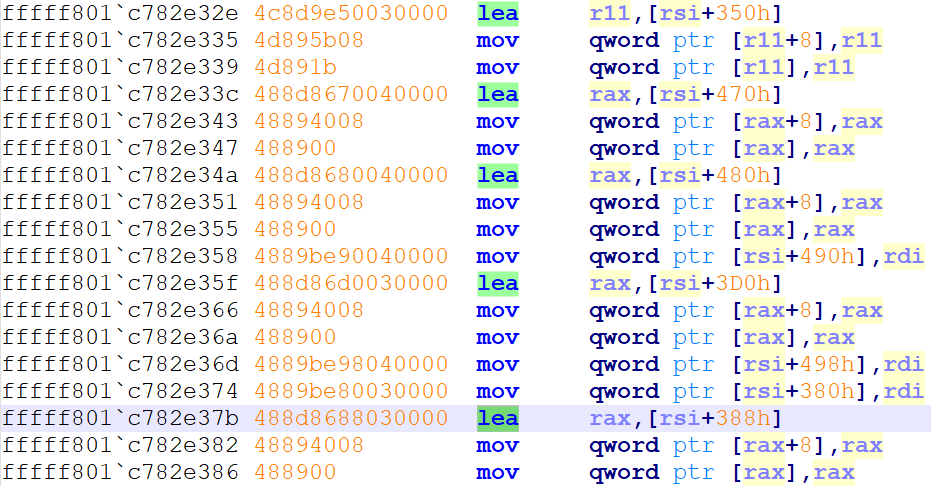 fffff801`c782e32e 4c8d9e50030000 lea r11,[rsi+350h]
fffff801`c782e335 4d895b08 mov qword ptr [r11+8],r11
fffff801`c782e339 4d891b mov qword ptr [r11],r11
fffff801`c782e33c 488d8670040000 lea rax,[rsi+470h]
fffff801`c782e343 48894008 mov qword ptr [rax+8],rax
fffff801`c782e347 488900 mov qword ptr [rax],rax
fffff801`c782e34a 488d8680040000 lea rax,[rsi+480h]
fffff801`c782e351 48894008 mov qword ptr [rax+8],rax
fffff801`c782e355 488900 mov qword ptr [rax],rax
fffff801`c782e358 4889be90040000 mov qword ptr [rsi+490h],rdi
fffff801`c782e35f 488d86d0030000 lea rax,[rsi+3D0h]
fffff801`c782e366 48894008 mov qword ptr [rax+8],rax
fffff801`c782e36a 488900 mov qword ptr [rax],rax
fffff801`c782e36d 4889be98040000 mov qword ptr [rsi+498h],rdi
fffff801`c782e374 4889be80030000 mov qword ptr [rsi+380h],rdi
fffff801`c782e37b 488d8688030000 lea rax,[rsi+388h]
fffff801`c782e382 48894008 mov qword ptr [rax+8],rax
fffff801`c782e386 488900 mov qword ptr [rax],rax